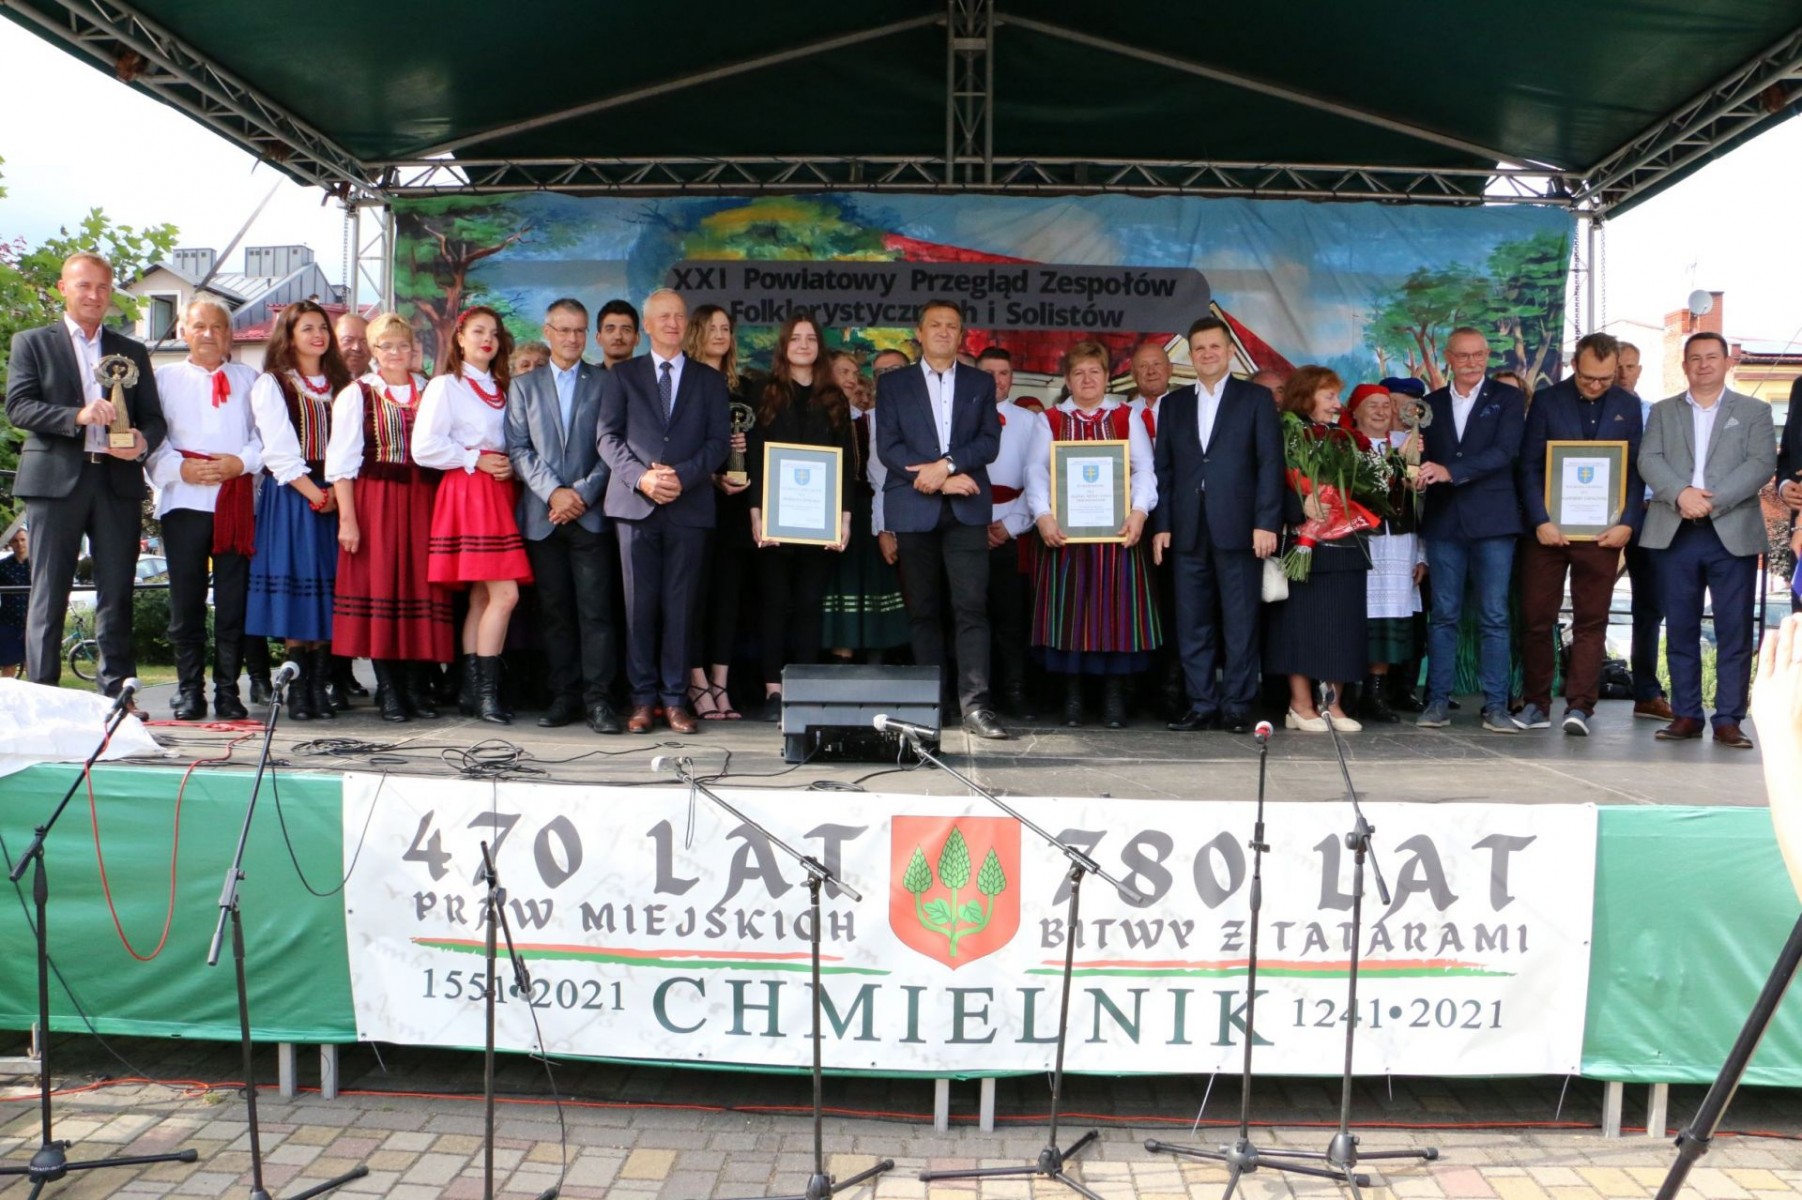 XXI Powiatowy Przegląd Zespołów
Folklorystycznych i Solistów
470 LAT
PRAW MIEJSKICH
1551•2021
780 LAT
BITWY Z TATARAMI
1241•2021
CHMIELNIK